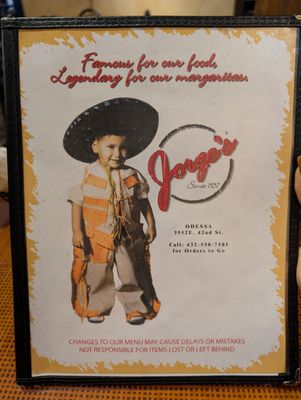 Famous for our food,
Legendary for our margaritas.
Jorge's
Since 1957
ODESSA
3952E. 42nd St.
Call: 432-550-7101
for Orders to Go
CHANGES TO OUR MENU MAY CAUSE DELAYS OR MISTAKES
NOT RESPONSIBLE FOR ITEMS LOST OR LEFT BEHIND